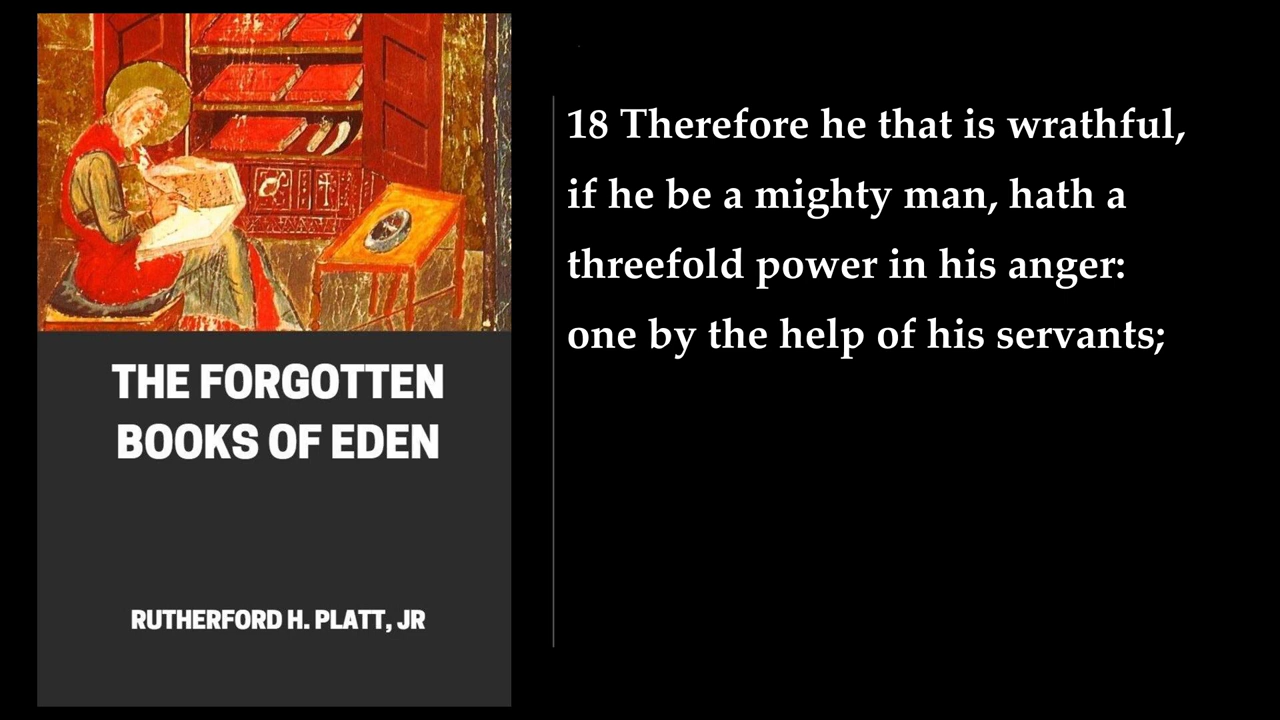 THE FORGOTTEN
BOOKS OF EDEN
RUTHERFORD H. PLATT, JR
18 Therefore he that is wrathful,
if he be a mighty man, hath a
threefold power in his anger:
one by the help of his servants;